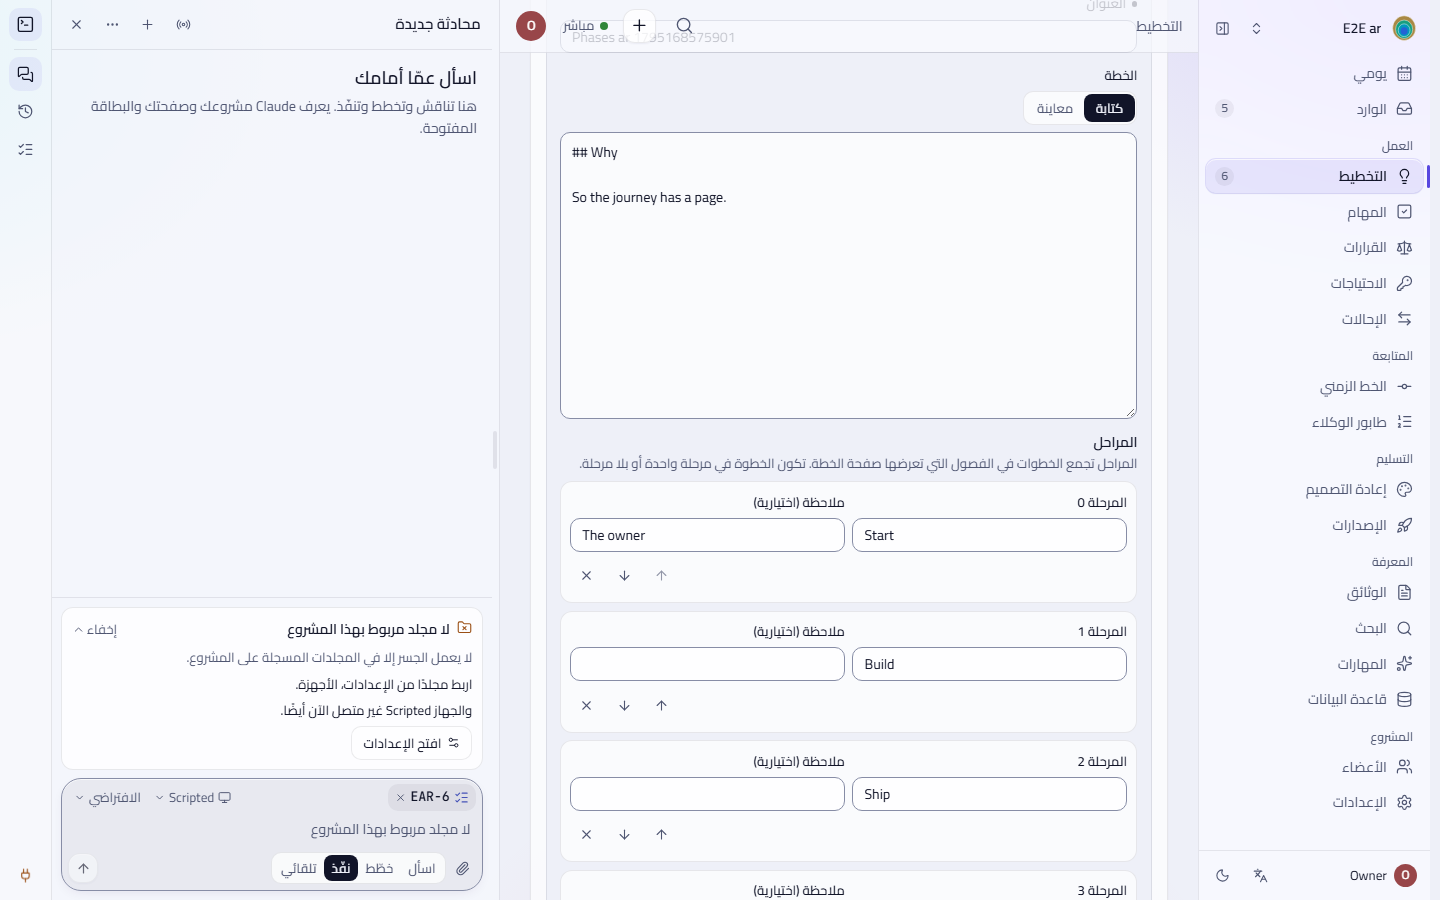 E2E ar
يومي
الوارد 5
العمل
التخطيط 6
المهام
القرارات
الاحتياجات
الإحالات
المتابعة
الخط الزمني
طابور الوكلاء
التسليم
إعادة التصميم
الإصدارات
المعرفة
الوثائق
البحث
المهارات
قاعدة البيانات
المشروع
الأعضاء
الإعدادات
O Owner
التخطيط
مباشر
O
العنوان
الخطة
كتابة
معاينة
## Why
So the journey has a page.
المراحل
المراحل تجمع الخطوات في الفصول التي تعرضها صفحة الخطة. تكون الخطوة في مرحلة واحدة أو بلا مرحلة.
المرحلة 0
ملاحظة (اختيارية)
Start
The owner
المرحلة 1
ملاحظة (اختيارية)
Build
المرحلة 2
ملاحظة (اختيارية)
Ship
المرحلة 3
ملاحظة (اختيارية)
محادثة جديدة
اسأل عمّا أمامك
هنا تناقش وتخطط وتنفّذ. يعرف Claude مشروعك وصفحتك والبطاقة
المفتوحة.
لا مجلد مربوط بهذا المشروع
إخفاء
لا يعمل الجسر إلا في المجلدات المسجلة على المشروع.
اربط مجلدًا من الإعدادات، الأجهزة.
والجهاز Scripted غير متصل الآن أيضًا.
افتح الإعدادات
EAR-6
Scripted
الافتراضي
لا مجلد مربوط بهذا المشروع
اسأل
خطّط
نفّذ
تلقائي